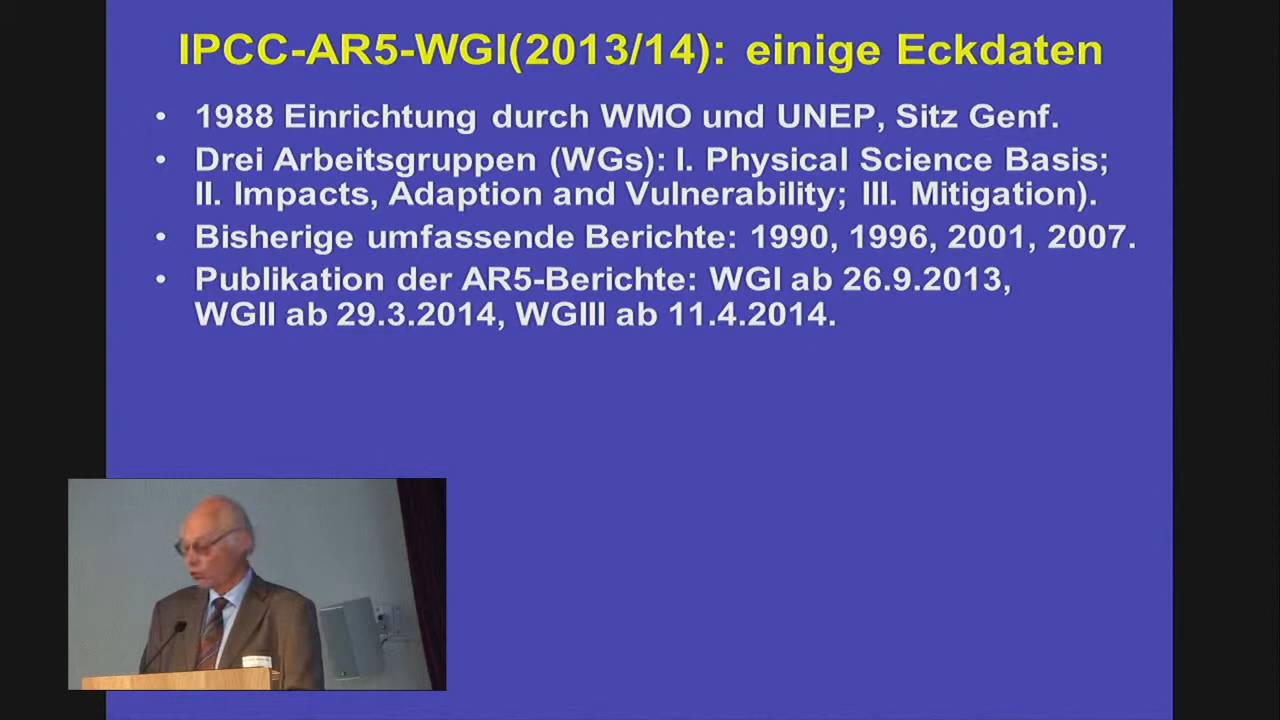 IPCC-AR5-WGI(2013/14): einige Eckdaten
• 1988 Einrichtung durch WMO und UNEP, Sitz Genf.
• Drei Arbeitsgruppen (WGs): I. Physical Science Basis;
II. Impacts, Adaption and Vulnerability; III. Mitigation).
• Bisherige umfassende Berichte: 1990, 1996, 2001, 2007.
• Publikation der AR5-Berichte: WGI ab 26.9.2013,
WGII ab 29.3.2014, WGIII ab 11.4.2014.